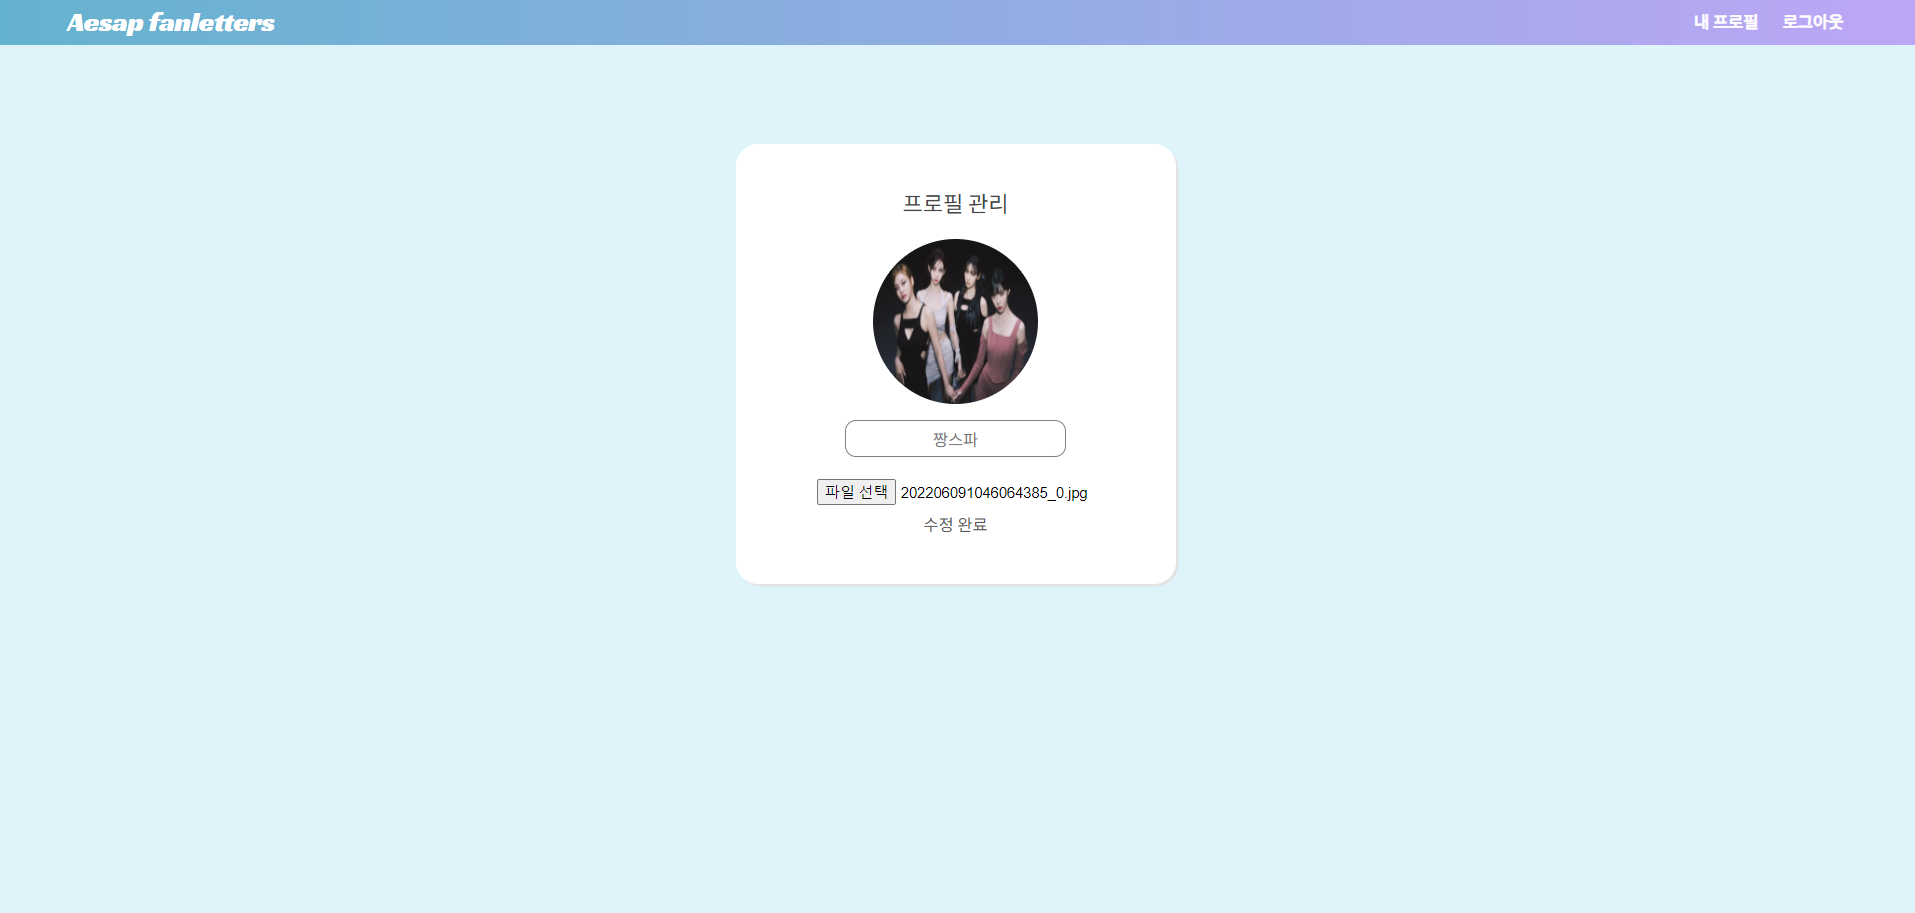 Aesap fanletters
내 프로필 로그아웃
프로필 관리
짱스파
파일 선택 202206091046064385_0.jpg
수정 완료